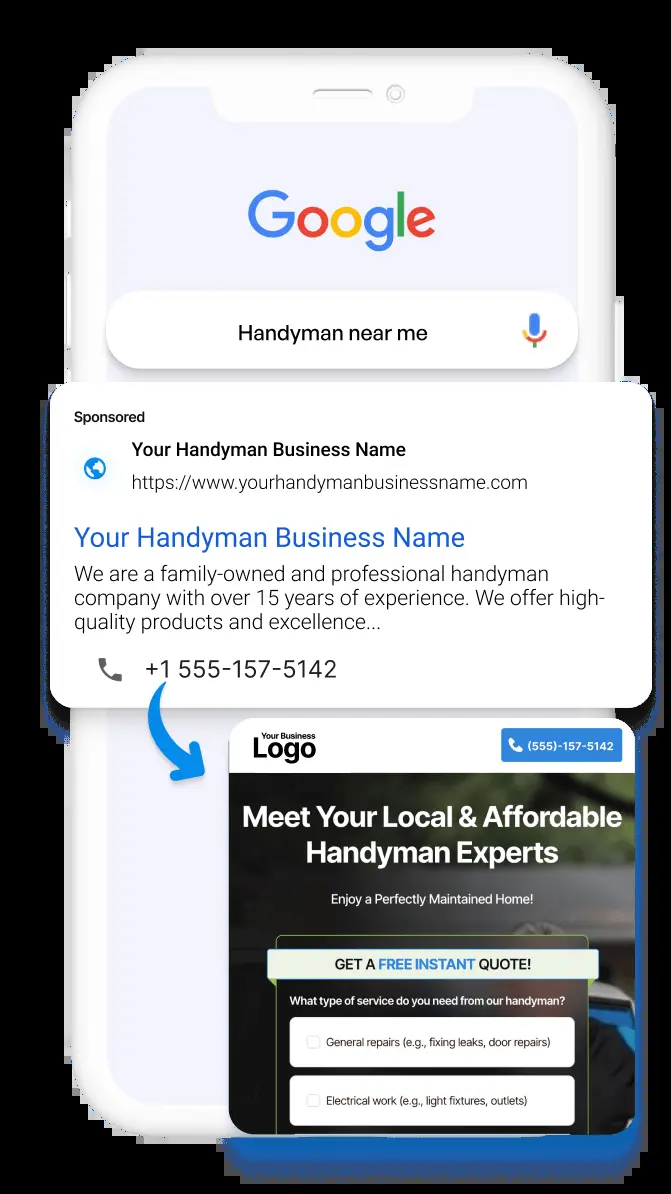 Google
Handyman near me
Sponsored
Your Handyman Business Name
https://www.yourhandymanbusinessname.com
Your Handyman Business Name
We are a family-owned and professional handyman
company with over 15 years of experience. We offer high-
quality products and excellence...
+1 555-157-5142
Your Business
Logo
(555)-157-5142
Meet Your Local & Affordable
Handyman Experts
Enjoy a Perfectly Maintained Home!
GET A FREE INSTANT QUOTE!
What type of service do you need from our handyman?
General repairs (e.g., fixing leaks, door repairs)
Electrical work (e.g., light fixtures, outlets)